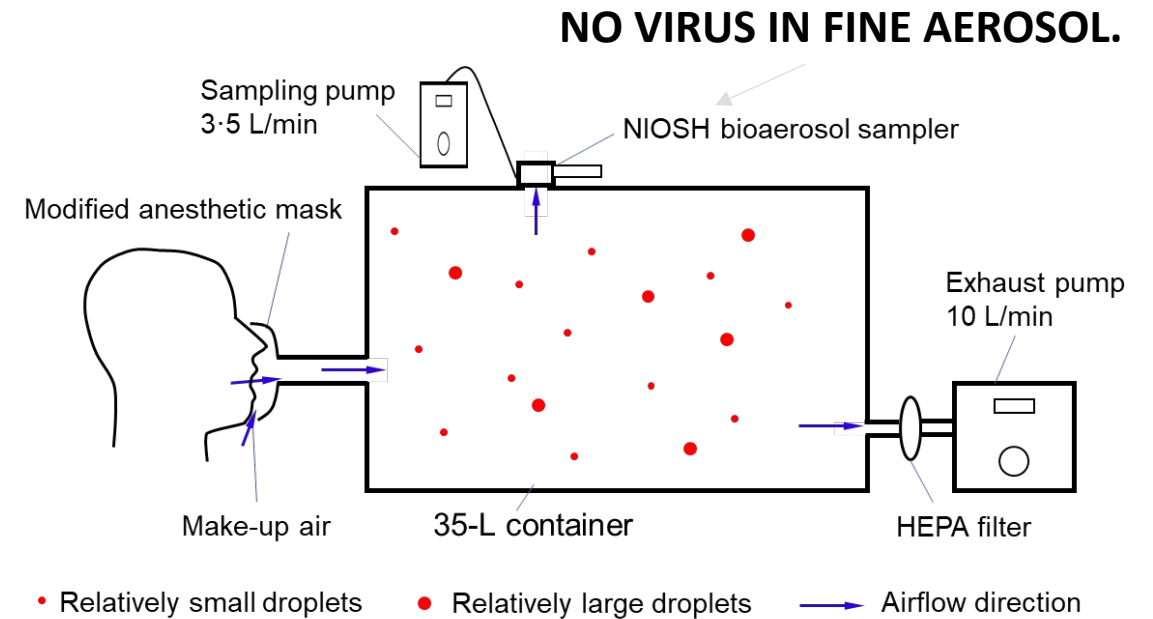 NO VIRUS IN FINE AEROSOL.
Sampling pump
3·5 L/min
NIOSH bioaerosol sampler
Modified anesthetic mask
Exhaust pump
10 L/min
Make-up air
35-L container
HEPA filter
Relatively small droplets
Relatively large droplets
Airflow direction